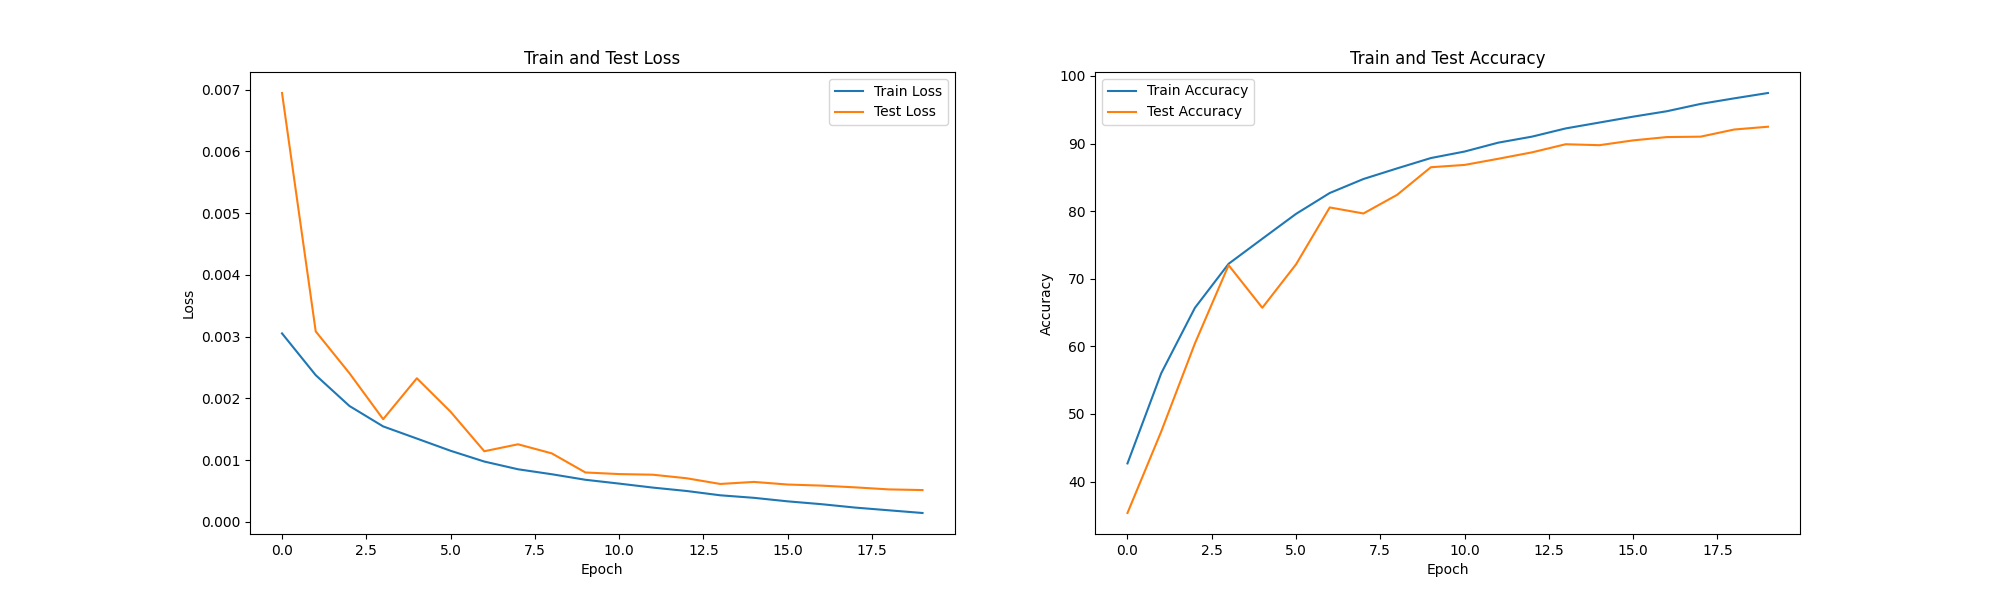 Train and Test Loss
Train Loss
Test Loss
0.007
0.006
0.005
0.004
0.003
0.002
0.001
0.000
Loss
0.0 2.5 5.0 7.5 10.0 12.5 15.0 17.5
Epoch
Train and Test Accuracy
Train Accuracy
Test Accuracy
100
90
80
70
60
50
40
Accuracy
0.0 2.5 5.0 7.5 10.0 12.5 15.0 17.5
Epoch